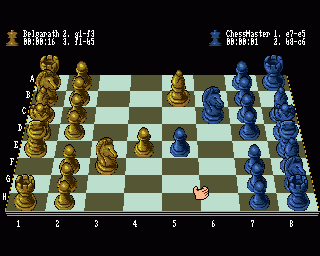 Belgarath 2. g1-f3
00:00:16 3. f1-b5
ChessMaster 1. e7-e5
00:00:01 2. b8-c6
A
B
C
D
E
F
G
H
1 2 3 4 5 6 7 8